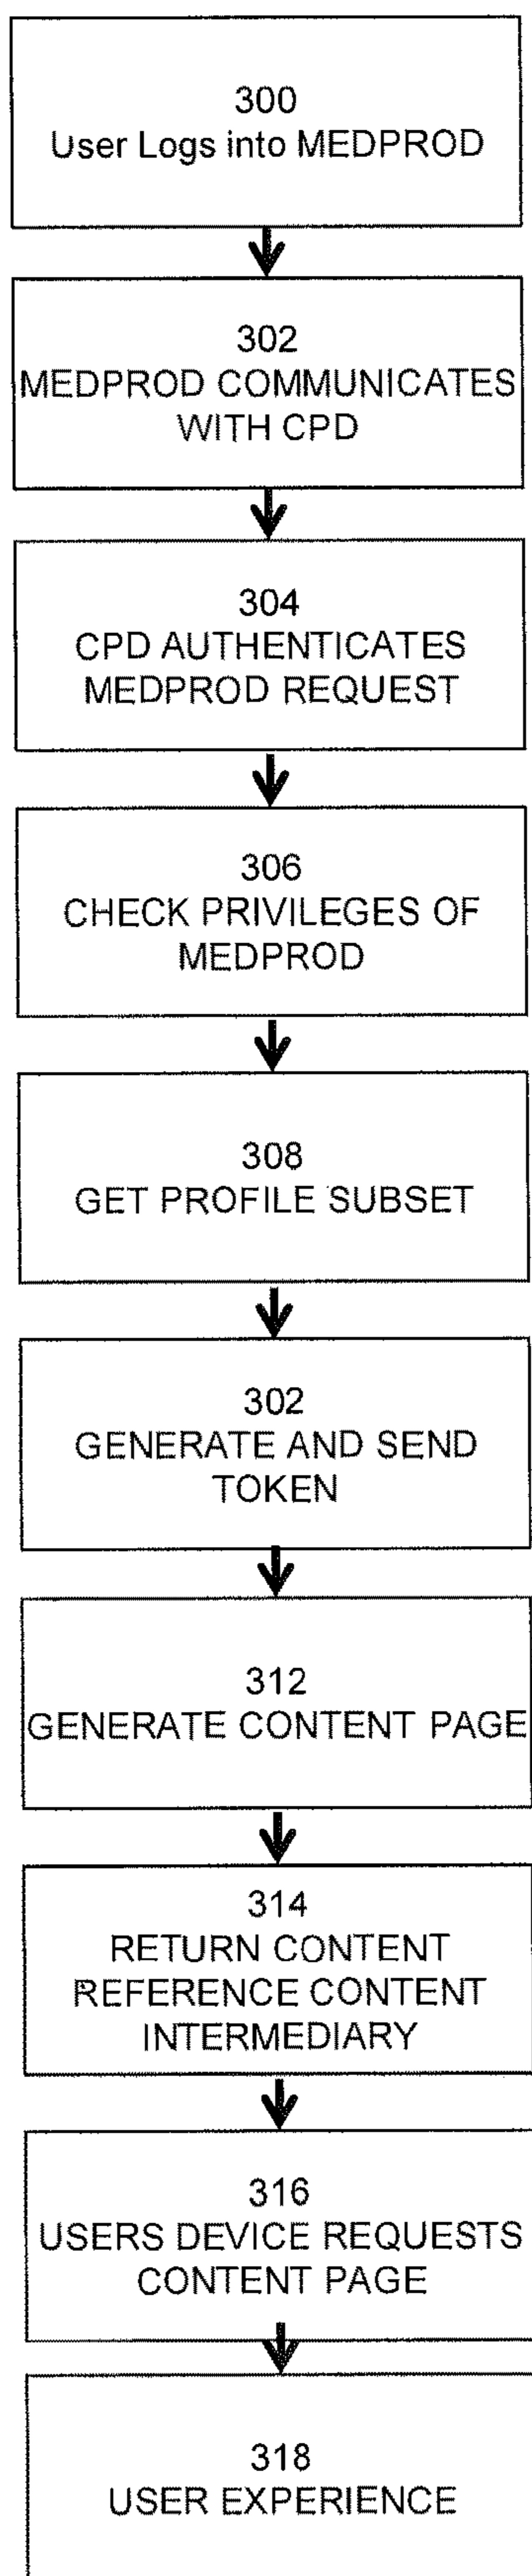 300
User Logs into MEDPROD
302
MEDPROD COMMUNICATES
WITH CPD
304
CPD AUTHENTICATES
MEDPROD REQUEST
306
CHECK PRIVILEGES OF
MEDPROD
308
GET PROFILE SUBSET
302
GENERATE AND SEND
TOKEN
312
GENERATE CONTENT PAGE
314
RETURN CONTENT
REFERENCE CONTENT
INTERMEDIARY
316
USERS DEVICE REQUESTS
CONTENT PAGE
318
USER EXPERIENCE